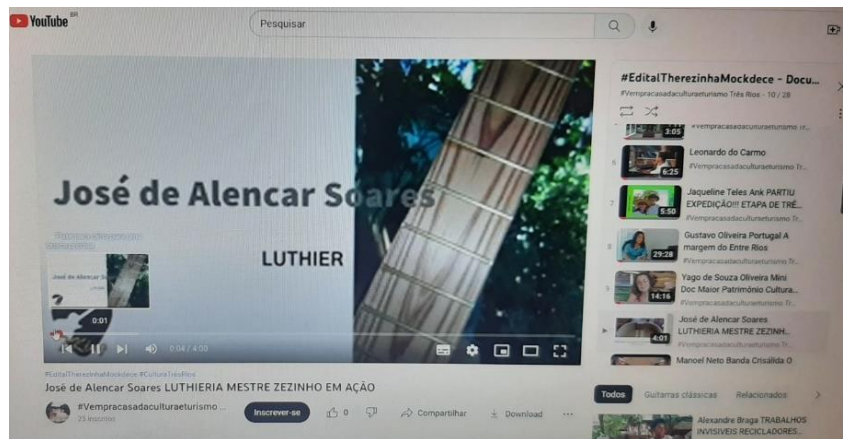 YouTube BR
Pesquisar
José de Alencar Soares
LUTHIER
José de Alencar S
0:01
0:04 / 4:00
#EditalTherezinhaMockdece #CulturaTrêsRios
José de Alencar Soares LUTHIERIA MESTRE ZEZINHO EM AÇÃO
#Vempracasadaculturaeturismo ...
25 inscritos
Inscrever-se
0
Compartilhar
Download
#EditalTherezinhaMockdece - Docu...
#Vempracasadaculturaeturismo Três Rios - 10 / 28
3:05
#Vempracasadaculturaeturismo Tr...
6
6:25
Leonardo do Carmo
#Vempracasadaculturaeturismo Tr...
7
5:50
Jaqueline Teles Ank PARTIU
EXPEDIÇÃO!!! ETAPA DE TRÊ...
#Vempracasadaculturaeturismo Tr...
8
29:28
Gustavo Oliveira Portugal A
margem do Entre Rios
#Vempracasadaculturaeturismo Tr...
9
14:16
Yago de Souza Oliveira Mini
Doc Maior Patrimônio Cultura...
#Vempracasadaculturaeturismo Tr...
4:01
José de Alencar Soares
LUTHIERIA MESTRE ZEZINH...
#Vempracasadaculturaeturismo Tr...
Manoel Neto Banda Crisálida O
Todos
Guitarras clássicas
Relacionados
Alexandre Braga TRABALHOS
INVISIVEIS RECICLADORES...